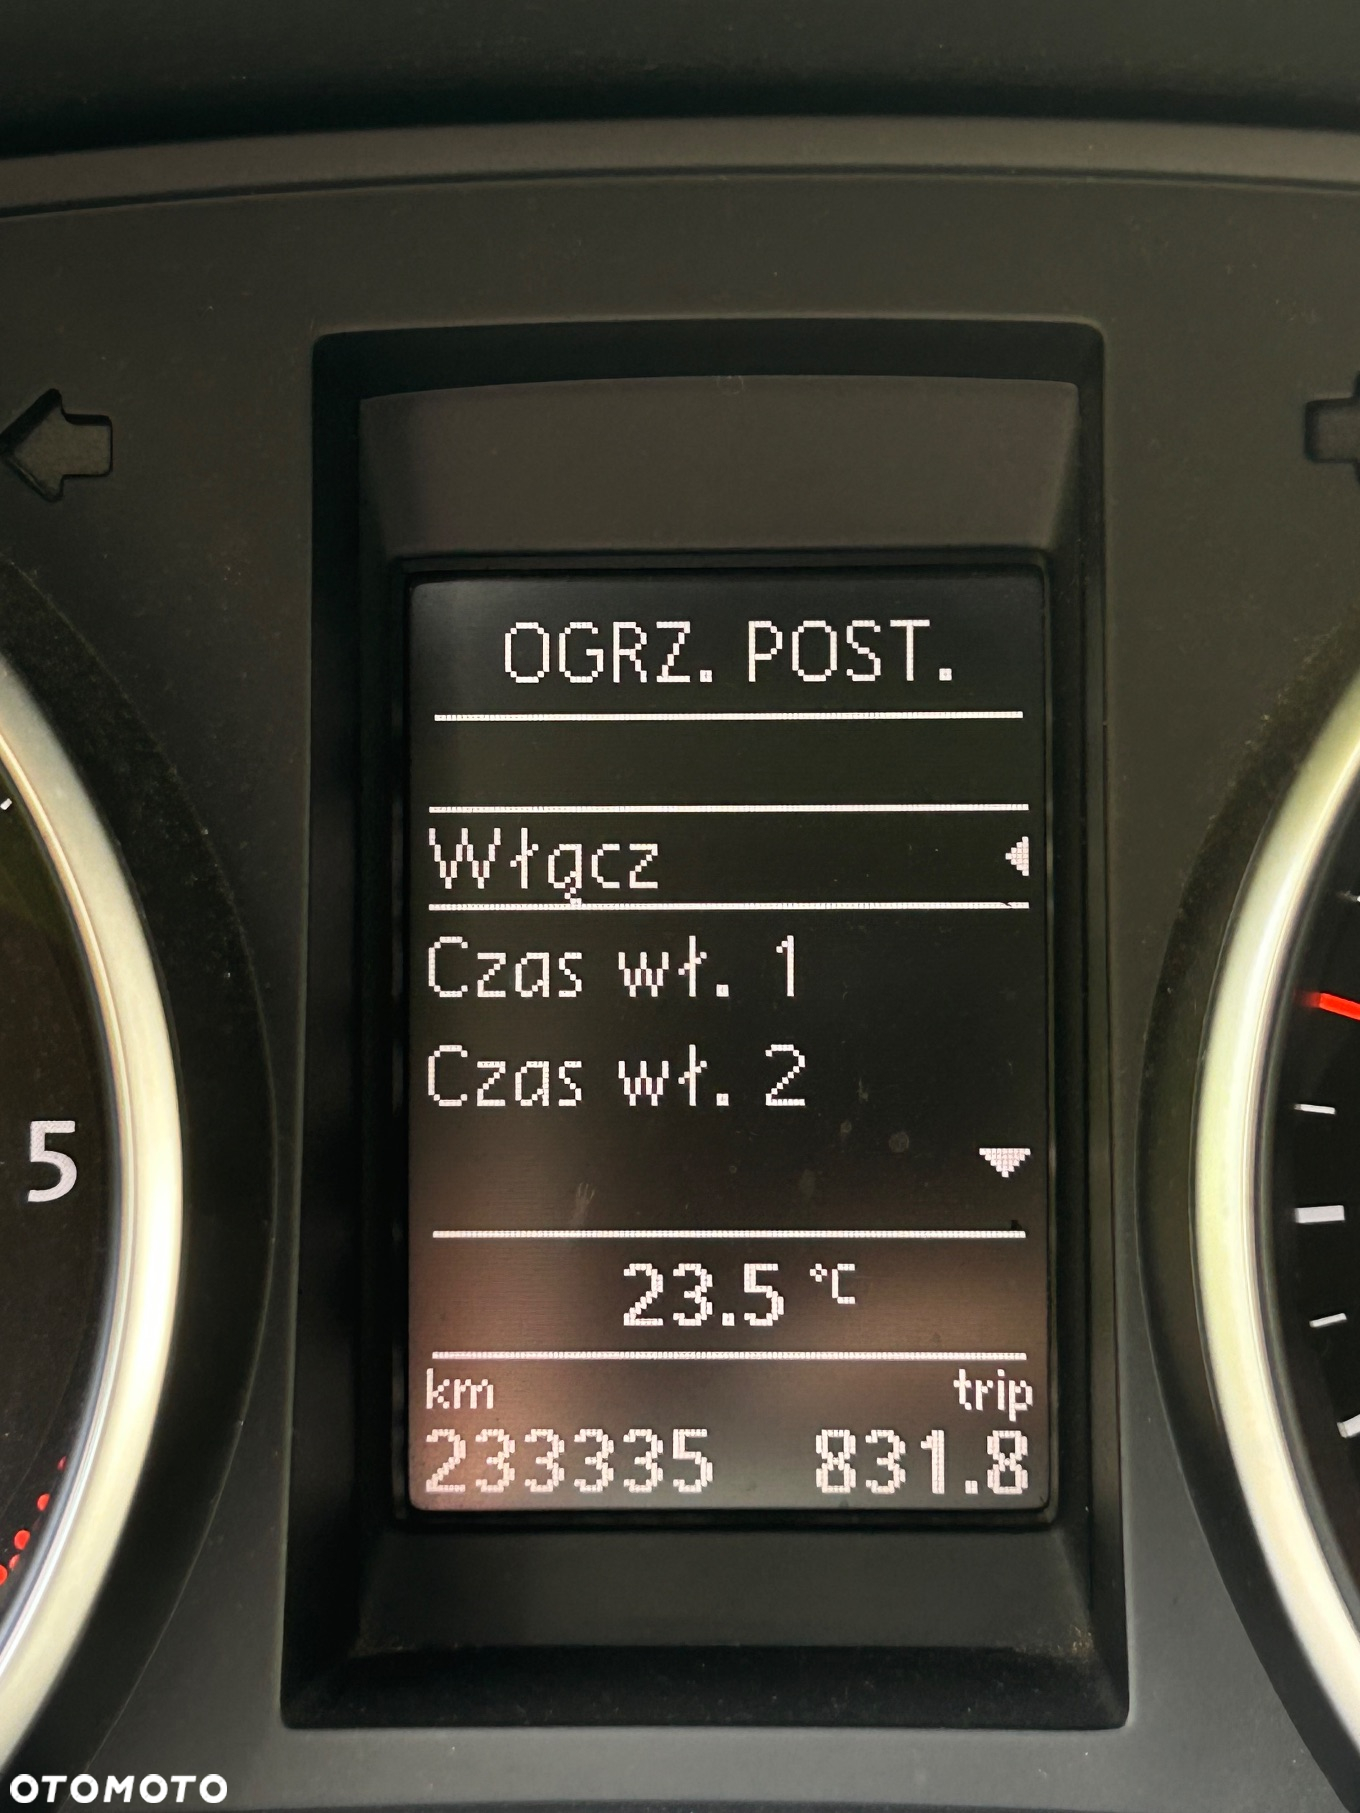 OGRZ. POST.
Włącz
Czas wł. 1
Czas wł. 2
5
23.5 °C
km trip
233335 831.8
OTOMOTO